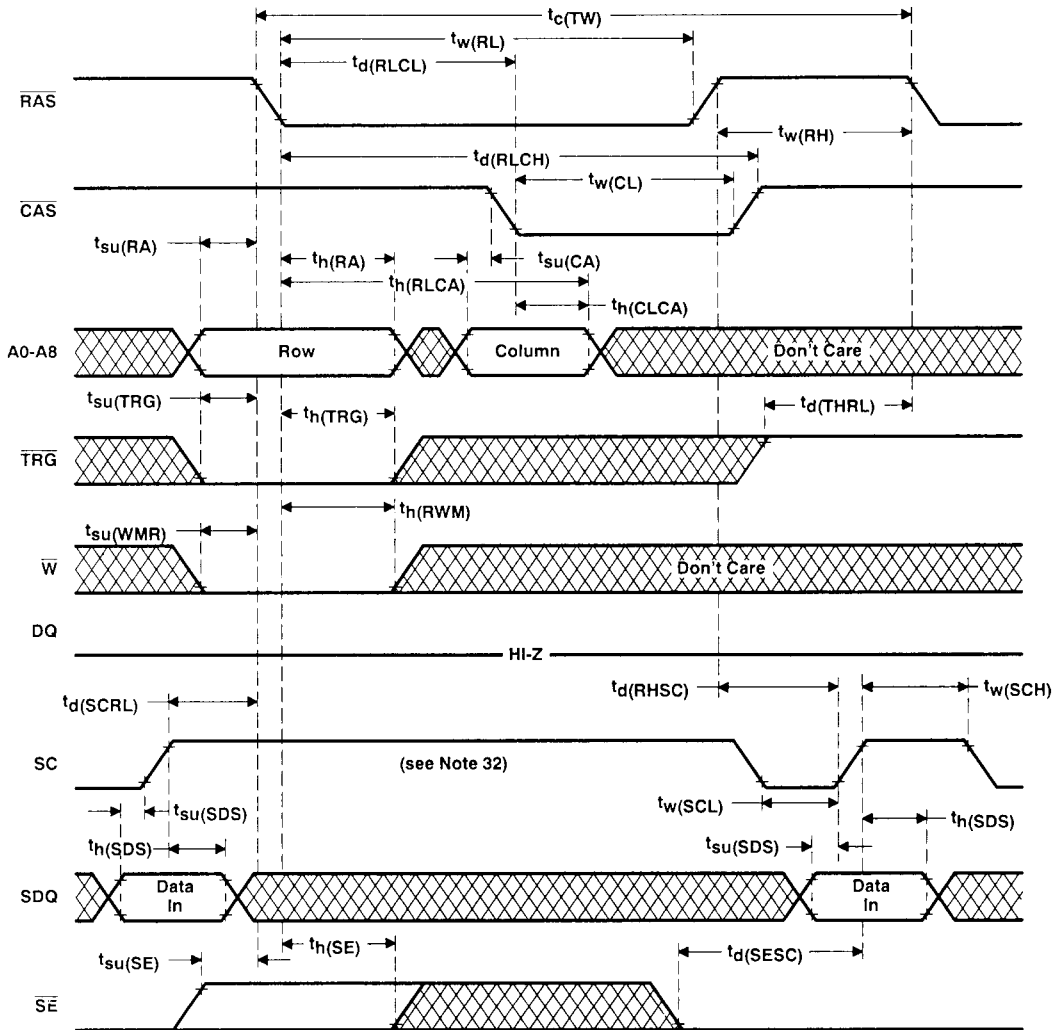 tc(TW)
tw(RL)
td(RLCL)
RAS
tw(RH)
td(RLCH)
tw(CL)
CAS
tsu(RA)
th(RA)
tsu(CA)
th(RLCA)
th(CLCA)
A0-A8
Row
Column
Don't Care
tsu(TRG)
th(TRG)
td(THRL)
TRG
th(RWM)
tsu(WMR)
W
Don't Care
DQ
HI-Z
td(SCRL)
td(RHSC)
tw(SCH)
SC
(see Note 32)
tsu(SDS)
tw(SCL)
th(SDS)
tsu(SDS)
th(SDS)
SDQ
Data
In
Data
In
th(SE)
tsu(SE)
td(SESC)
SE